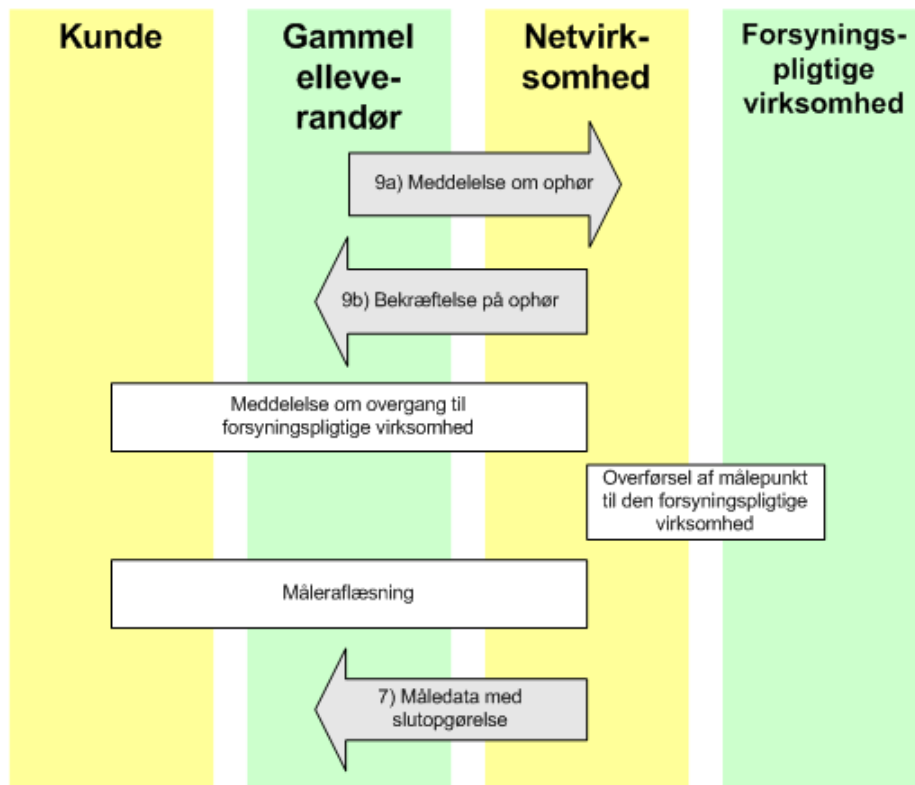 Kunde
Gammel
elleve-
randør
Netvirk-
somhed
Forsynings-
pligtige
virksomhed
9a) Meddelelse om ophør
9b) Bekræftelse på ophør
Meddelelse om overgang til
forsyningspligtige virksomhed
Overførsel af målepunkt
til den forsyningspligtige
virksomhed
Måleraflæsning
7) Måledata med
slutopgørelse